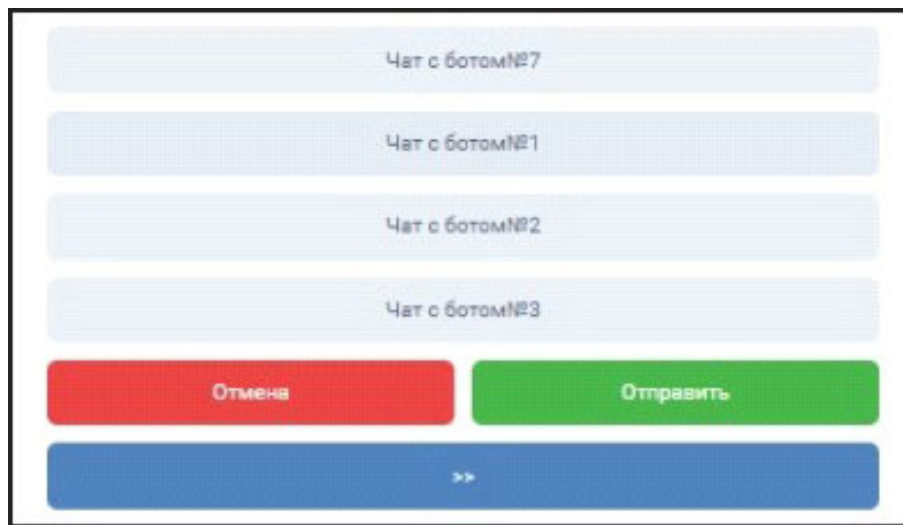 Чат с ботом№7
Чат с ботом№1
Чат с ботом№2
Чат с ботом№3
Отмена Отправить
>>